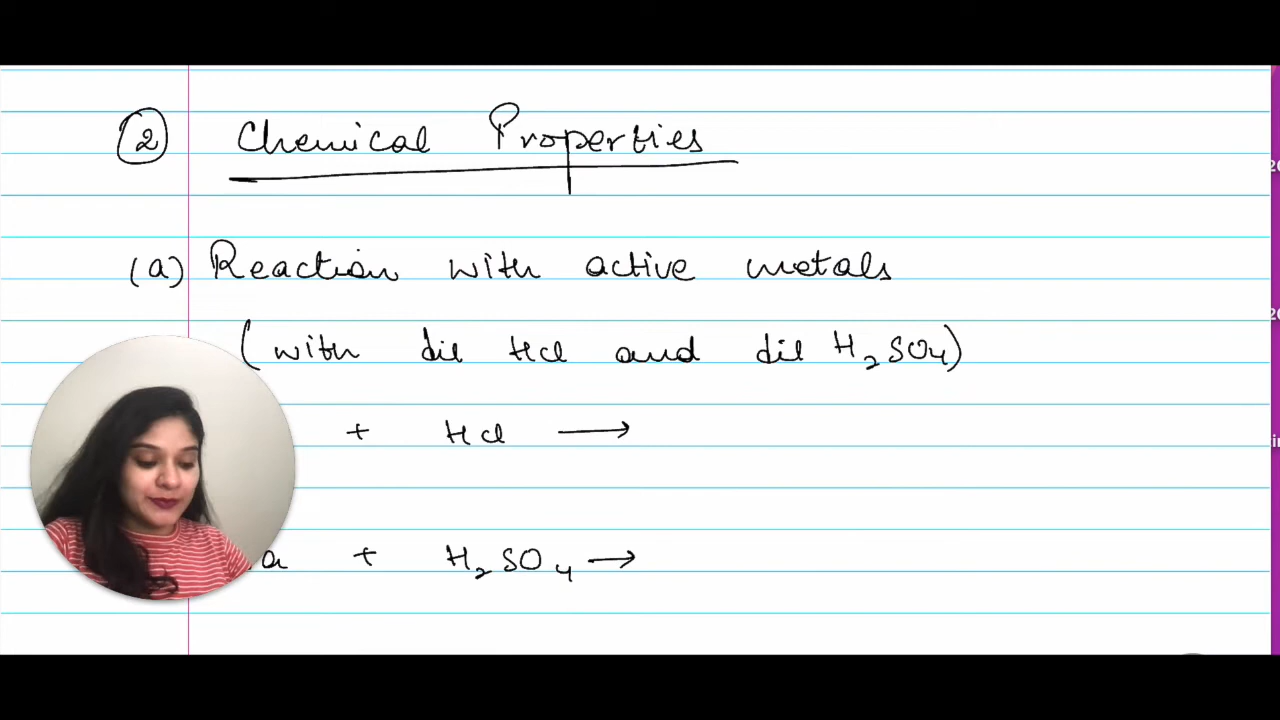 ② Chemical Properties
(a) Reaction with active metals
(with dil HCl and dil H₂SO₄)
+ HCl →
a + H₂SO₄ →